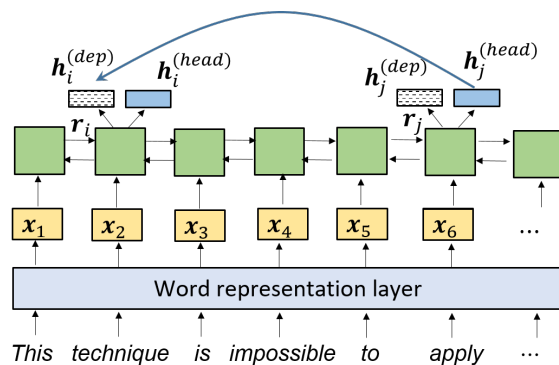 h_i^(dep) h_i^(head) h_j^(dep) h_j^(head)
r_i r_j
x_1 x_2 x_3 x_4 x_5 x_6 ...
Word representation layer
This technique is impossible to apply ...